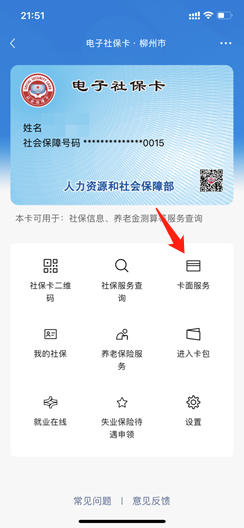 21:51
电子社保卡·柳州市
电子社保卡
姓名
社会保障号码 **************0015
人力资源和社会保障部
本卡可用于：社保信息、养老金测算等服务查询
社保卡二维
码
社保服务查
询
卡面服务
我的社保
养老保险服
务
进入卡包
就业在线
失业保险待
遇申领
设置
常见问题 | 意见反馈